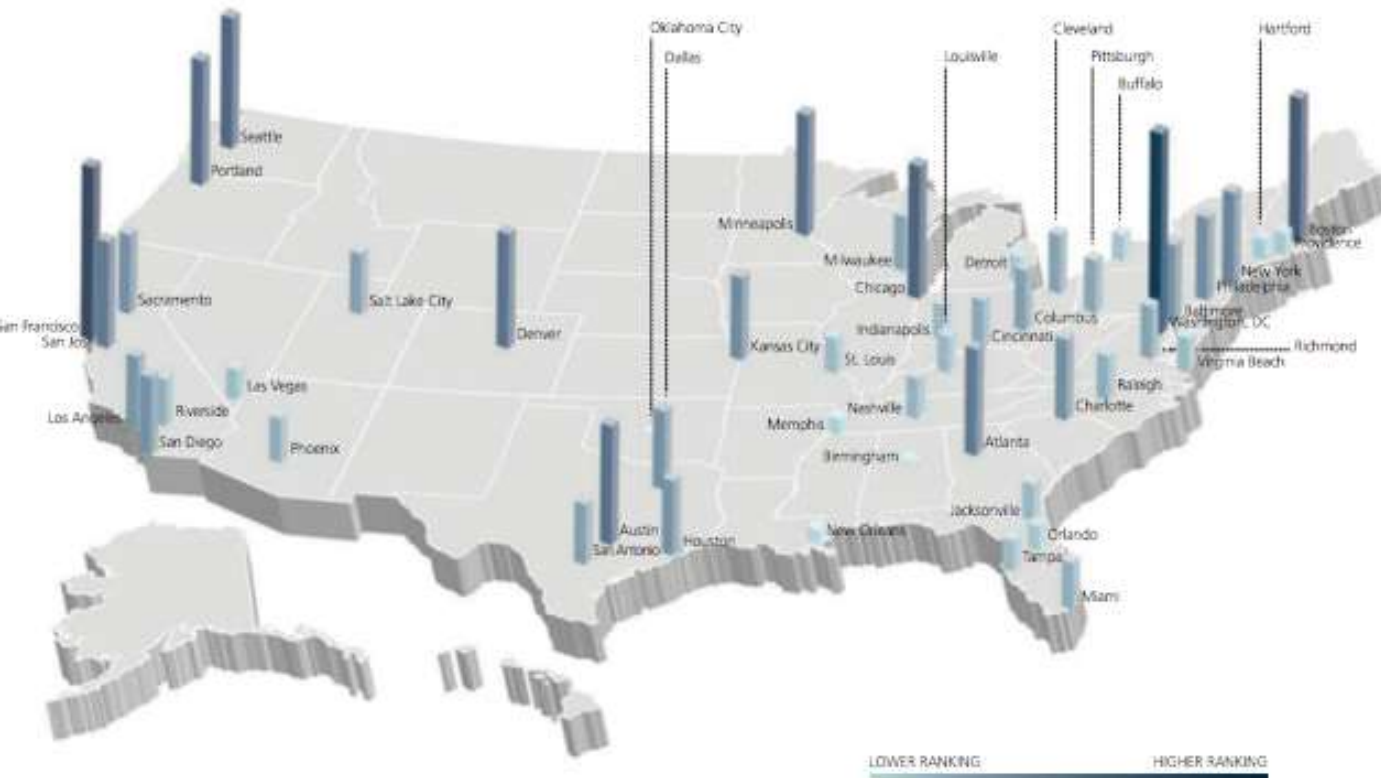 Oklahoma City
Cleveland
Hartford
Dallas
Louisville
Pittsburgh
Buffalo
Seattle
Portland
Minneapolis
Boston
Providence
Milwaukee
Detroit
New York
Chicago
Philadelphia
Sacramento
Salt Lake City
Baltimore
Columbus
Washington, DC
San Francisco
Indianapolis
San Jos
Denver
Cincinnati
Kansas City
Richmond
St. Louis
Virginia Beach
Las Vegas
Raleigh
Riverside
Nashville
Charlotte
Los Angeles
Memphis
San Diego
Phoenix
Atlanta
Birmingham
Jacksonville
Austin
New Orleans
Orlando
Houston
San Antonio
Tampa
Miami
LOWER RANKING
HIGHER RANKING